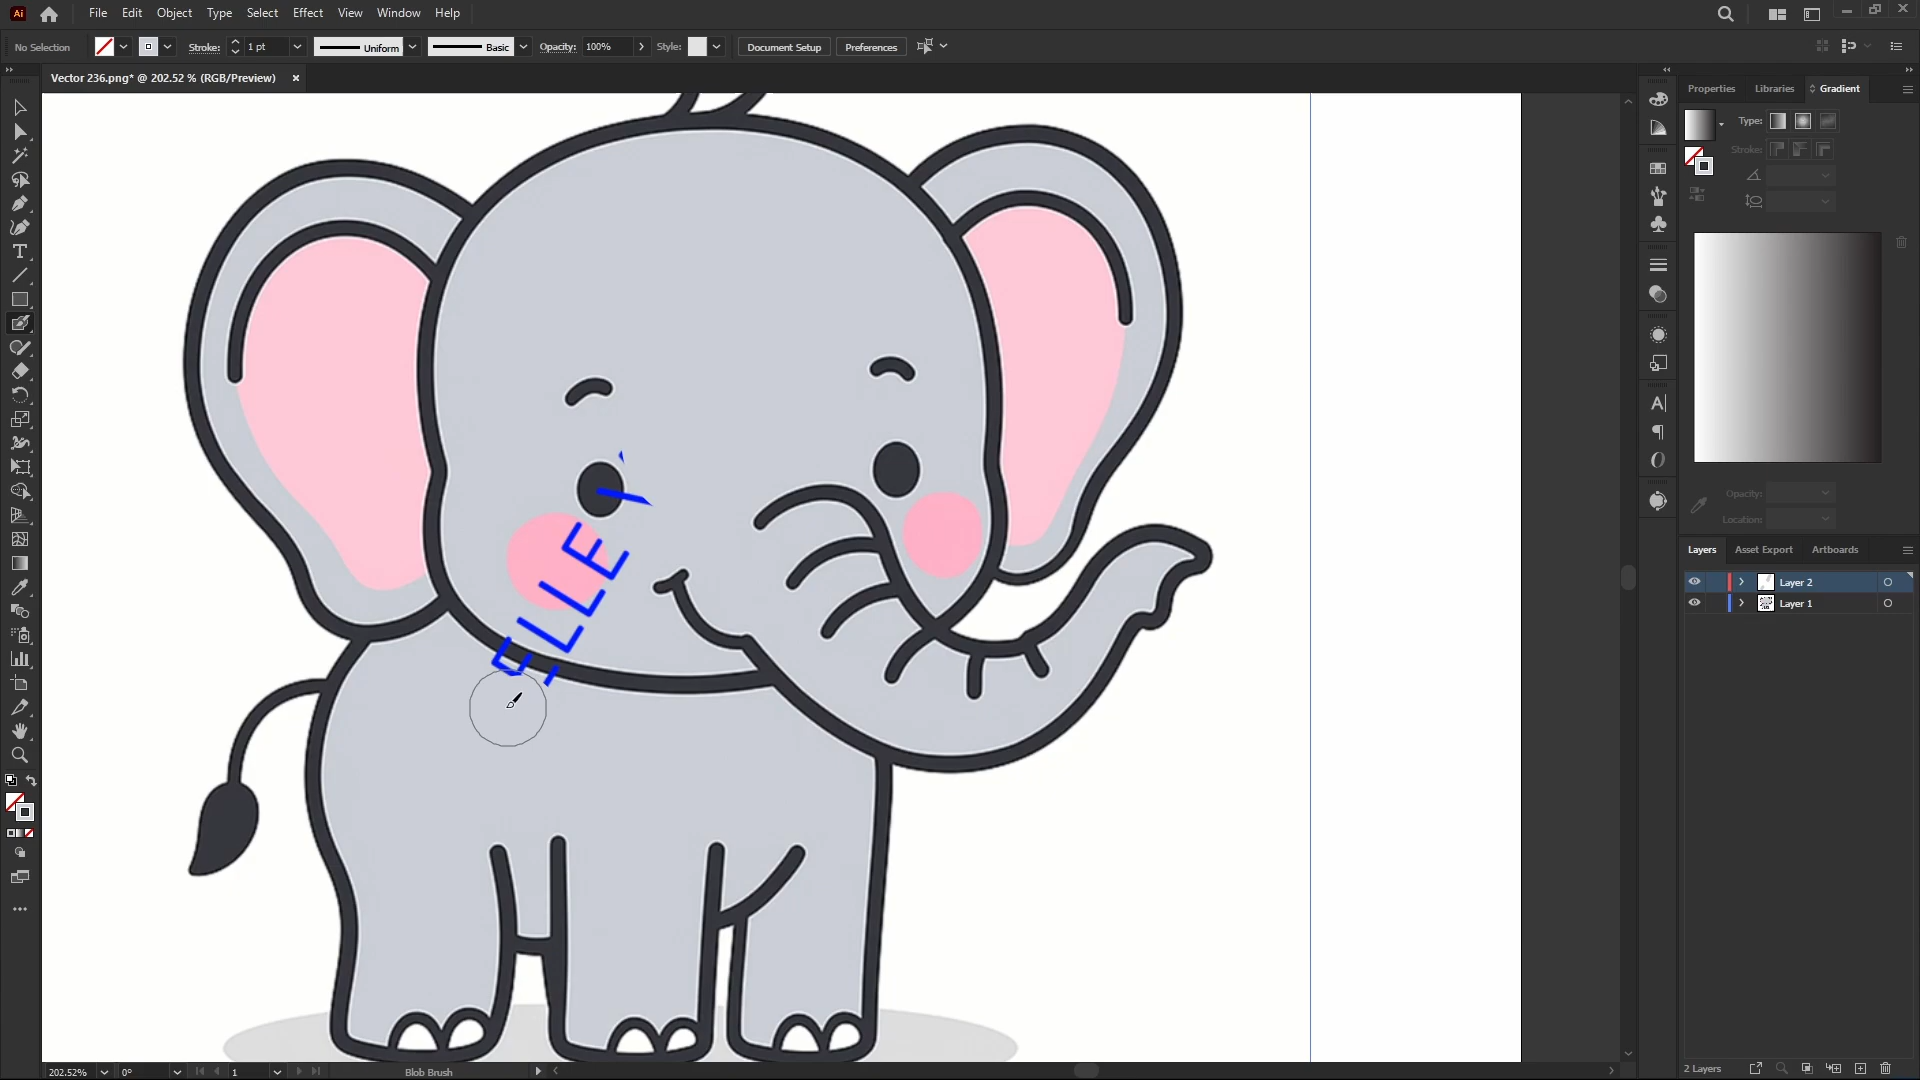 Ai File Edit Object Type Select Effect View Window Help
No Selection Stroke: 1 pt Uniform Basic Opacity: 100% Style: Document Setup Preferences
Vector 236.png* @ 202.52 % (RGB/Preview) ×
Properties Libraries Gradient
Type:
Stroke:
Opacity:
Location:
Layers Asset Export Artboards
Layer 2
Layer 1
2 Layers
202.52% 0° 1 Blob Brush